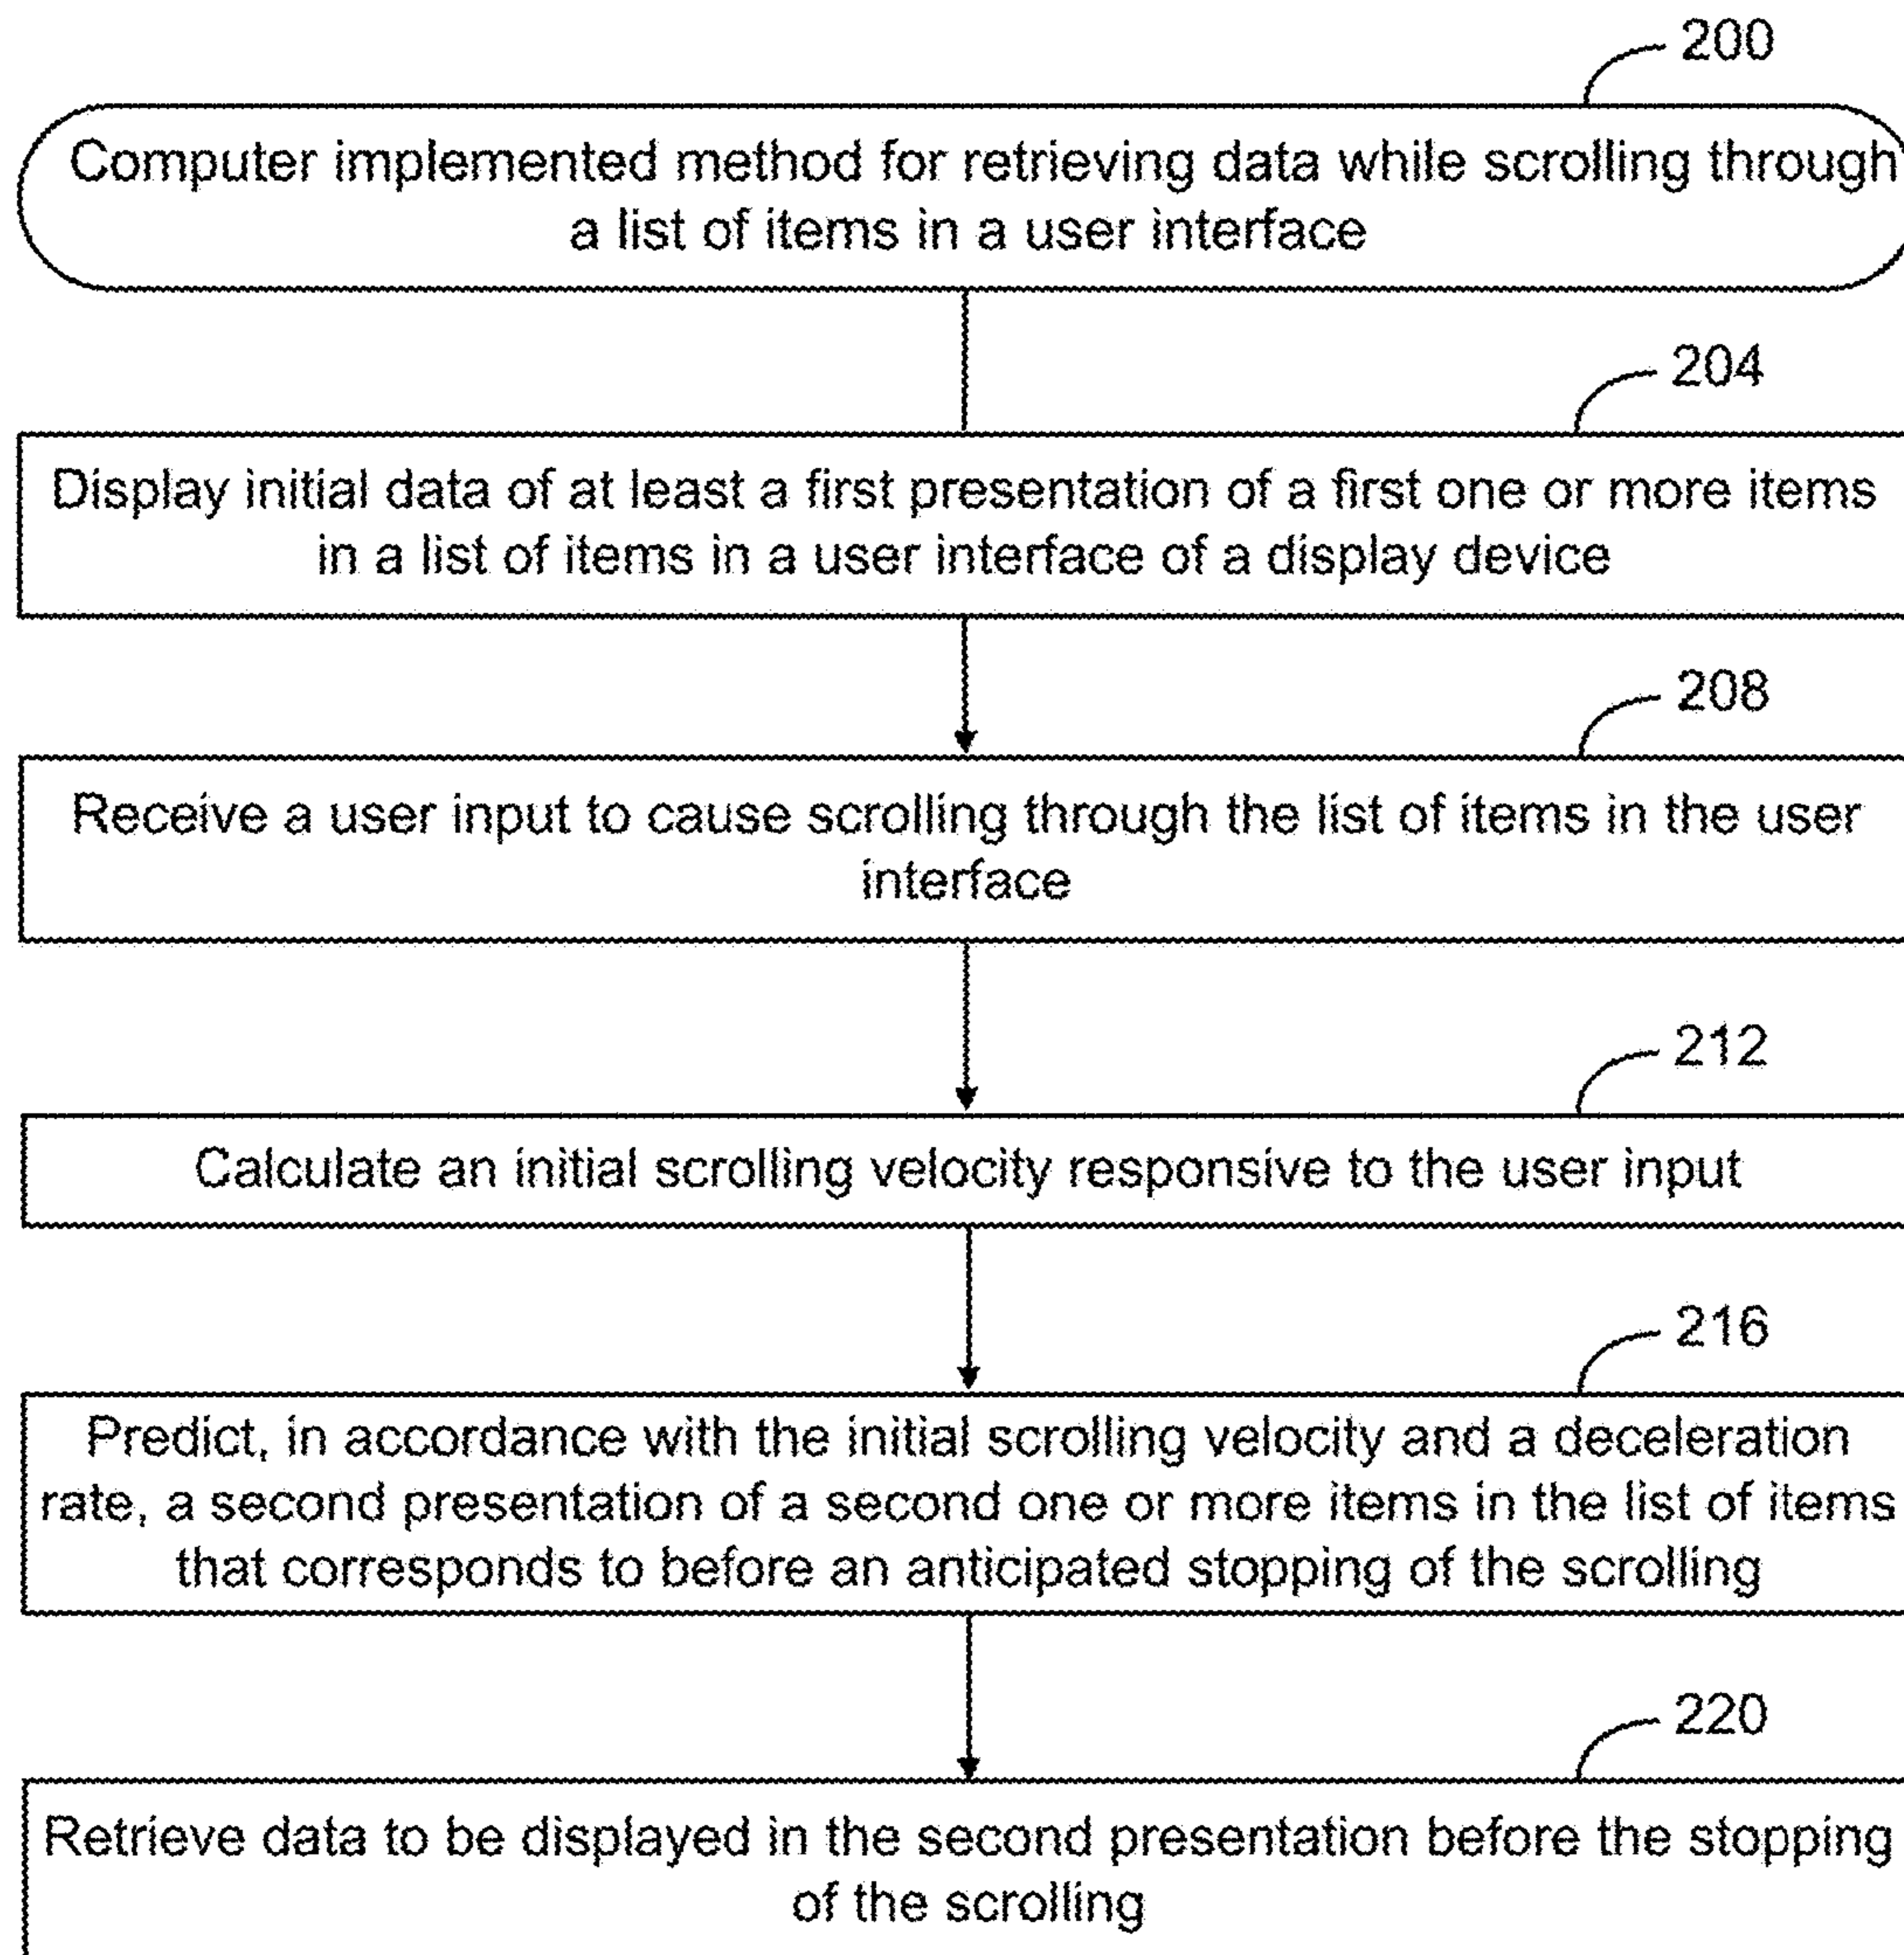 200
Computer implemented method for retrieving data while scrolling through
a list of items in a user interface
204
Display initial data of at least a first presentation of a first one or more items
in a list of items in a user interface of a display device
208
Receive a user input to cause scrolling through the list of items in the user
interface
212
Calculate an initial scrolling velocity responsive to the user input
216
Predict, in accordance with the initial scrolling velocity and a deceleration
rate, a second presentation of a second one or more items in the list of items
that corresponds to before an anticipated stopping of the scrolling
220
Retrieve data to be displayed in the second presentation before the stopping
of the scrolling